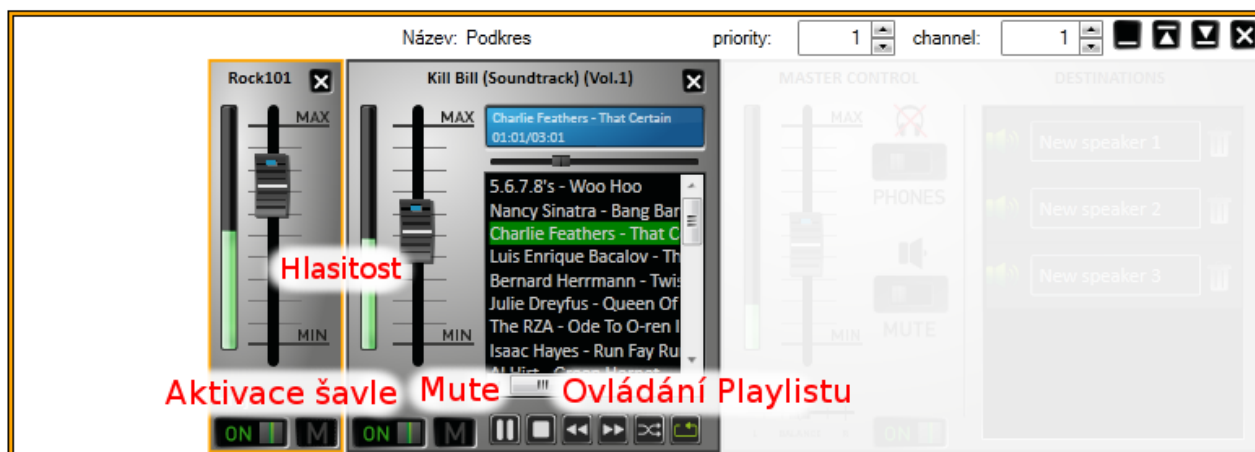 Název: Podkres priority: 1 channel: 1
Rock101
Kill Bill (Soundtrack) (Vol.1)
MASTER CONTROL
DESTINATIONS
MAX
MAX
Charlie Feathers - That Certain
01:01/03:01
MAX
New speaker 1
5.6.7.8's - Woo Hoo
PHONES
Nancy Sinatra - Bang Ban
New speaker 2
Charlie Feathers - That C
Luis Enrique Bacalov - Th
Hlasitost
New speaker 3
Bernard Herrmann - Twis
Julie Dreyfus - Queen Of
The RZA - Ode To O-ren I
MIN
MIN
MIN
MUTE
Isaac Hayes - Run Fay Ru
Aktivace šavle
Mute
Ovládání Playlistu
ON M
ON M
ON